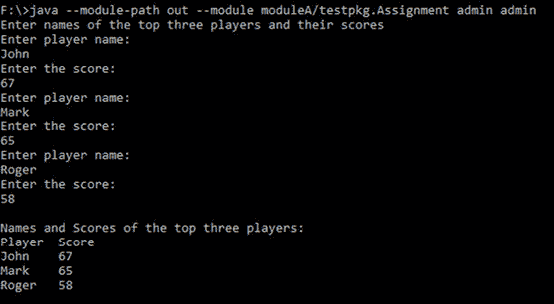 F:\>java --module-path out --module moduleA/testpkg.Assignment admin admin
Enter names of the top three players and their scores
Enter player name:
John
Enter the score:
67
Enter player name:
Mark
Enter the score:
65
Enter player name:
Roger
Enter the score:
58
Names and Scores of the top three players:
Player Score
John 67
Mark 65
Roger 58